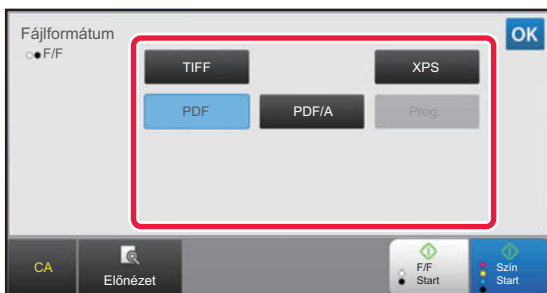 Fájlformátum
F/F
OK
TIFF
XPS
PDF
PDF/A
Prog.
CA
Előnézet
F/F
Start
Szín
Start